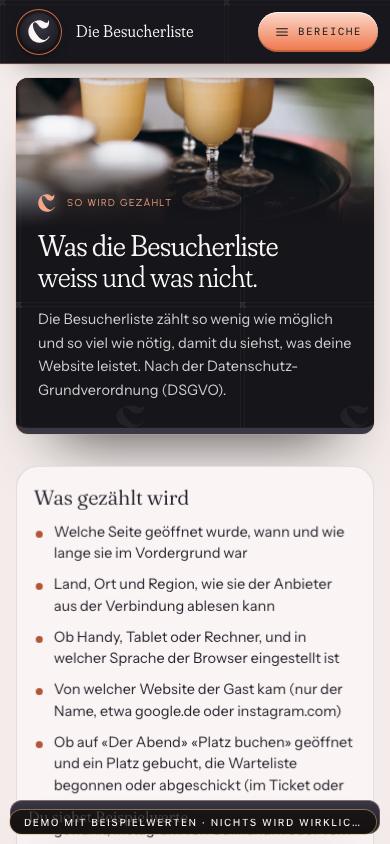 Die Besucherliste
BEREICHE
SO WIRD GEZÄHLT
Was die Besucherliste
weiss und was nicht.
Die Besucherliste zählt so wenig wie möglich
und so viel wie nötig, damit du siehst, was deine
Website leistet. Nach der Datenschutz-
Grundverordnung (DSGVO).
Was gezählt wird
Welche Seite geöffnet wurde, wann und wie
lange sie im Vordergrund war
Land, Ort und Region, wie sie der Anbieter
aus der Verbindung ablesen kann
Ob Handy, Tablet oder Rechner, und in
welcher Sprache der Browser eingestellt ist
Von welcher Website der Gast kam (nur der
Name, etwa google.de oder instagram.com)
Ob auf «Der Abend» «Platz buchen» geöffnet
und ein Platz gebucht, die Warteliste
begonnen oder abgeschickt (im Ticket oder
Du siehst Beispielwerte
DEMO MIT BEISPIELWERTEN · NICHTS WIRD WIRKLIC…